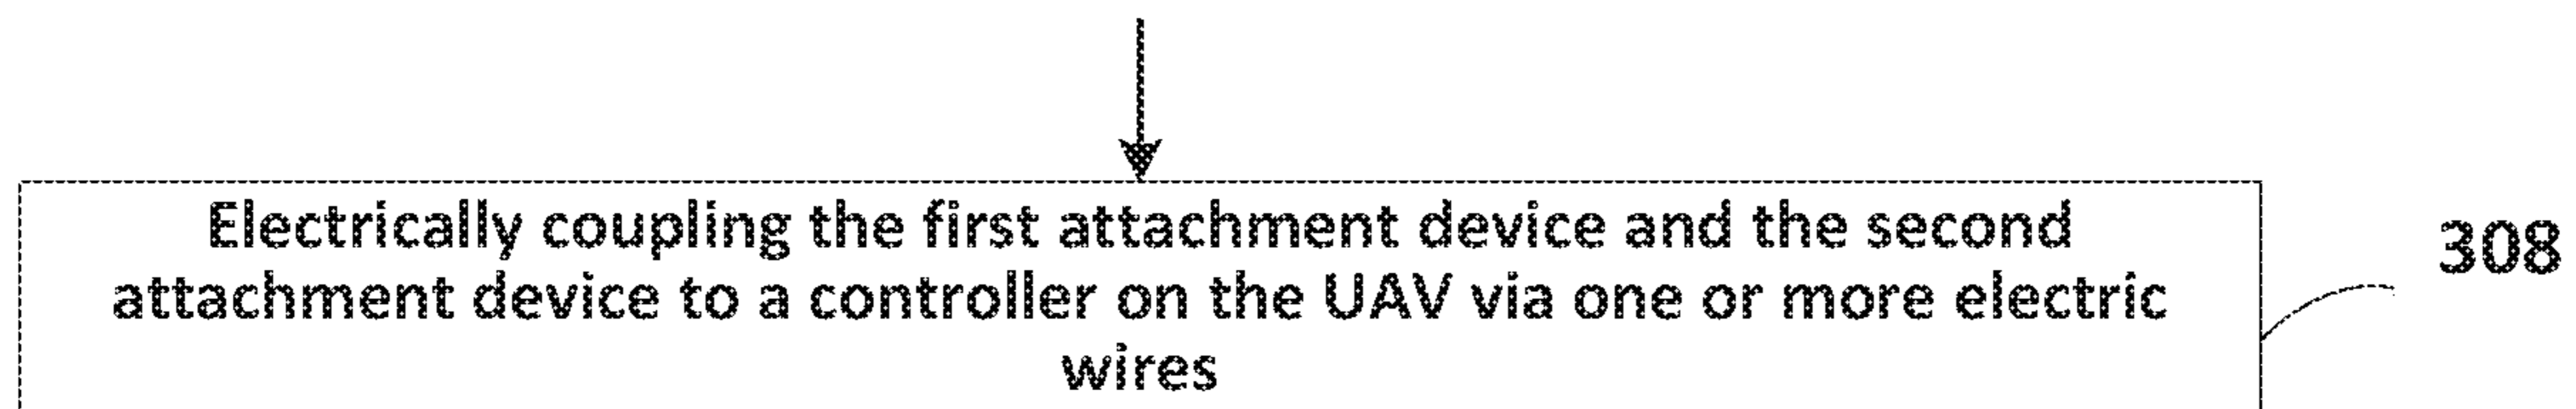 Electrically coupling the first attachment device and the second
308
attachment device to a controller on the UAV via one or more electric
wires